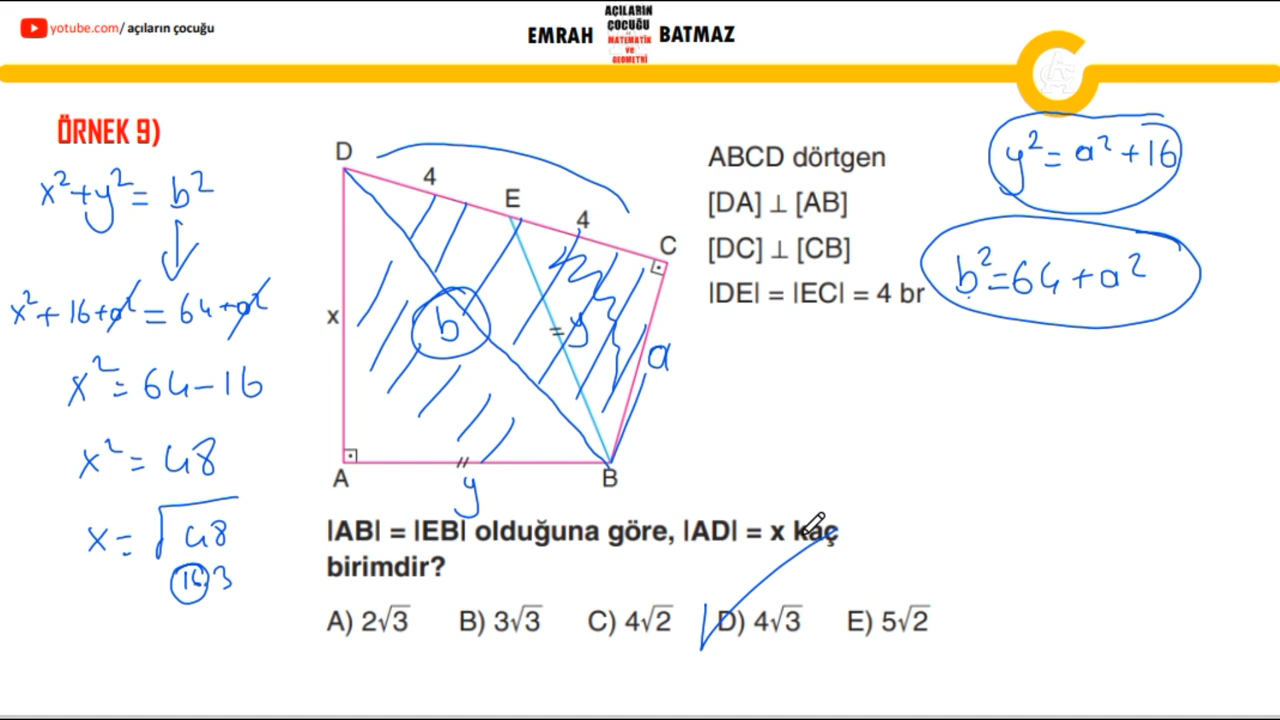 yotube.com/ açıların çocuğu
EMRAH
AÇILARIN
ÇOCUĞU
MATEMATİK
ve
GEOMETRİ
BATMAZ
ÖRNEK 9)
x² + y² = b²
x² + 16 + a² = 64 + a²
x² = 64 - 16
x² = 48
x = √48
16.3
D
4
E
4
C
x
b
y
a
A
y
B
ABCD dörtgen
[DA] ⊥ [AB]
[DC] ⊥ [CB]
|DE| = |EC| = 4 br
y² = a² + 16
b² = 64 + a²
|AB| = |EB| olduğuna göre, |AD| = x kaç
birimdir?
A) 2√3 B) 3√3 C) 4√2 D) 4√3 E) 5√2